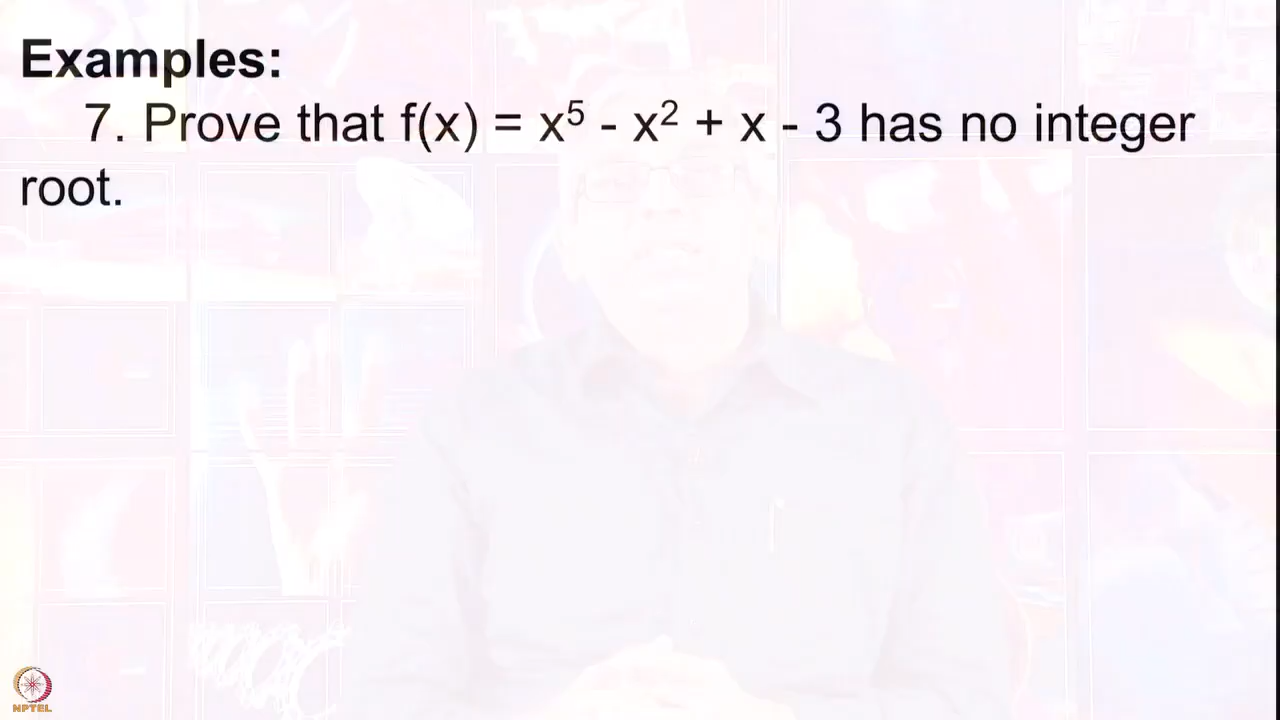 Examples:
7. Prove that f(x) = x⁵ - x² + x - 3 has no integer
root.
NPTEL